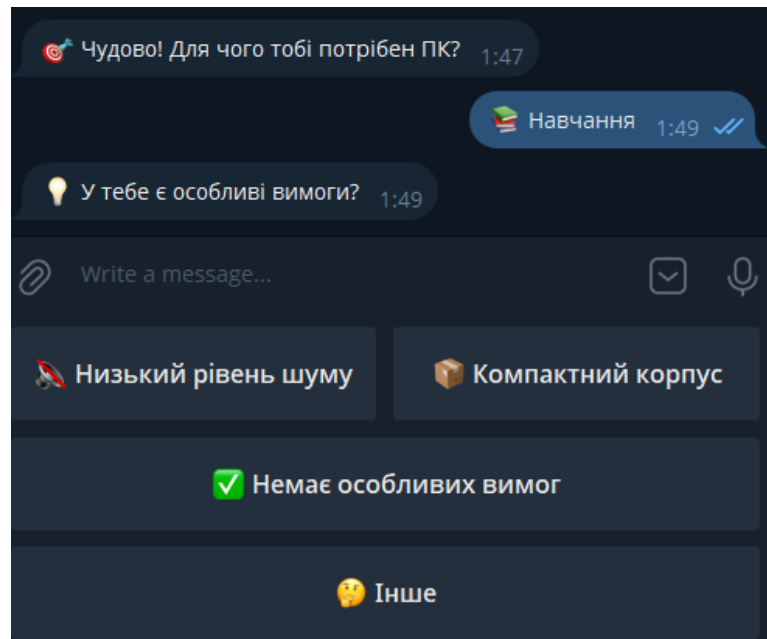 🎯 Чудово! Для чого тобі потрібен ПК? 1:47
📚 Навчання 1:49
💡 У тебе є особливі вимоги? 1:49
Write a message...
🔇 Низький рівень шуму
📦 Компактний корпус
✅ Немає особливих вимог
🤔 Інше